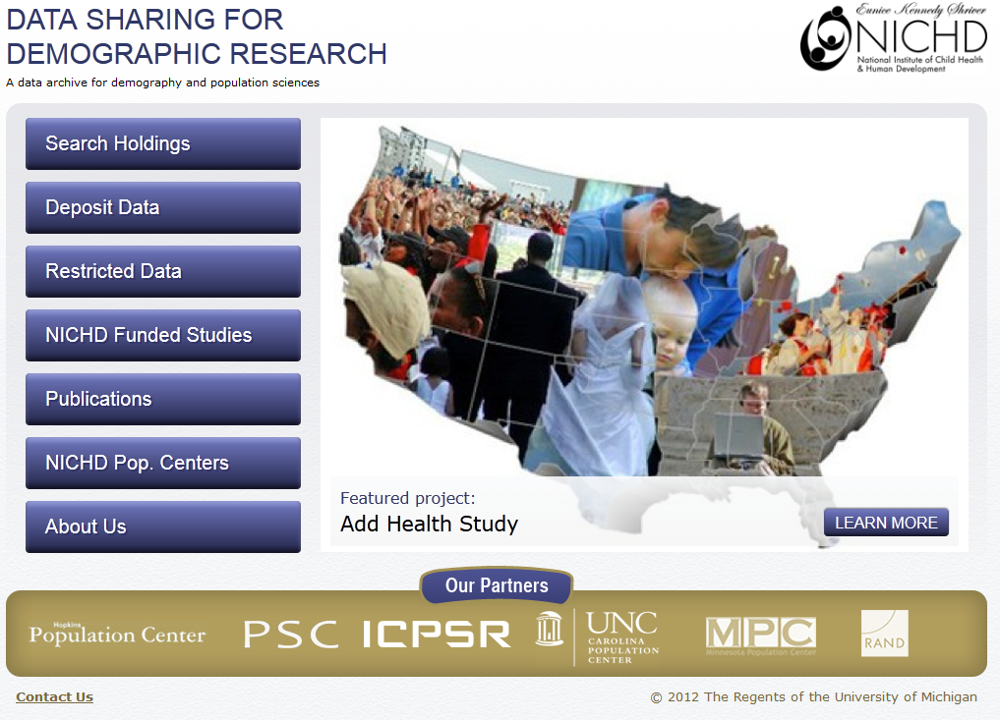 DATA SHARING FOR
DEMOGRAPHIC RESEARCH
A data archive for demography and population sciences
Eunice Kennedy Shriver
NICHD
National Institute of Child Health
& Human Development
Search Holdings
Deposit Data
Restricted Data
NICHD Funded Studies
Publications
NICHD Pop. Centers
About Us
Featured project:
Add Health Study
LEARN MORE
Our Partners
Hopkins
Population Center
PSC
ICPSR
UNC
CAROLINA
POPULATION
CENTER
MPC
Minnesota Population Center
RAND
Contact Us
© 2012 The Regents of the University of Michigan